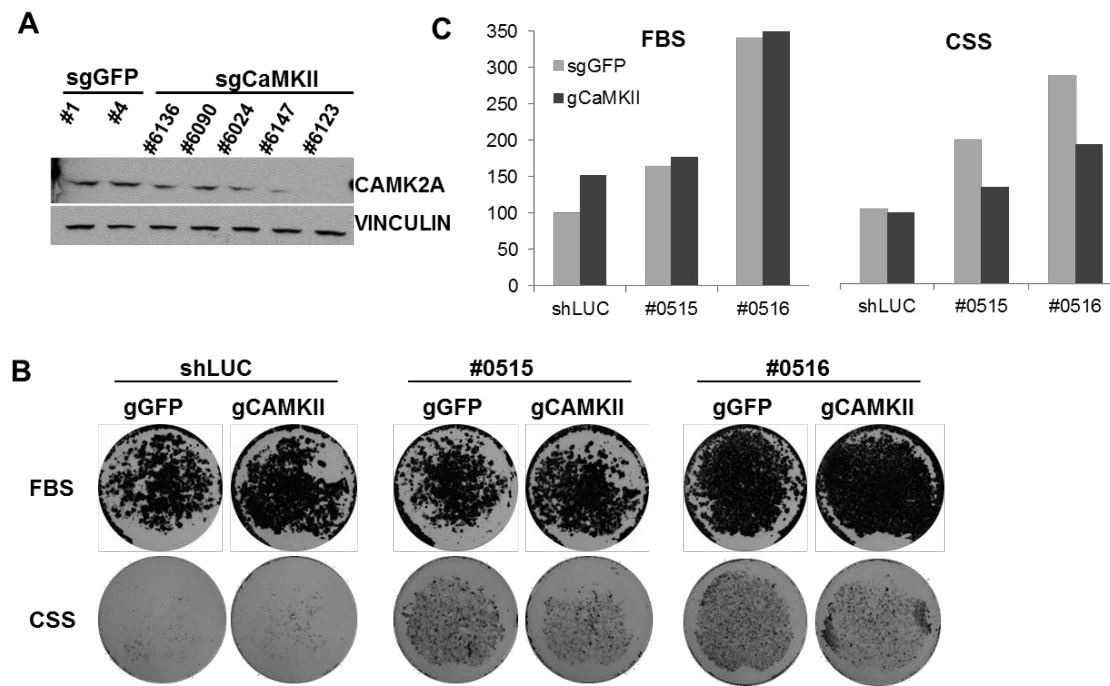 A
sgGFP sgCaMKII
#1 #4 #6136 #6090 #6024 #6147 #6123
CAMK2A
VINCULIN
C
FBS CSS
sgGFP
gCaMKII
350
300
250
200
150
100
50
0
shLUC #0515 #0516 shLUC #0515 #0516
B
shLUC #0515 #0516
gGFP gCAMKII gGFP gCAMKII gGFP gCAMKII
FBS
CSS